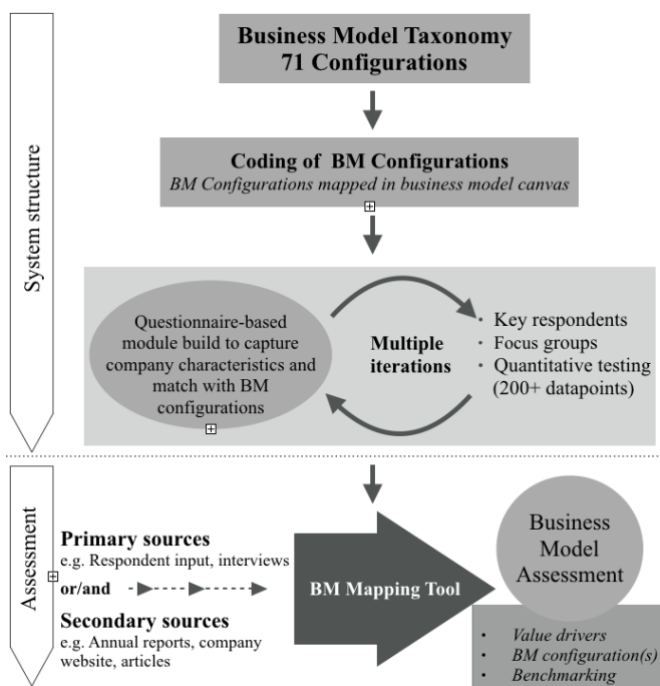 Business Model Taxonomy
71 Configurations
Coding of BM Configurations
BM Configurations mapped in business model canvas
System structure
Questionnaire-based
module build to capture
company characteristics and
match with BM
configurations
Multiple
iterations
· Key respondents
· Focus groups
· Quantitative testing
(200+ datapoints)
Assessment
Primary sources
e.g. Respondent input, interviews
or/and
Secondary sources
e.g. Annual reports, company
website, articles
BM Mapping Tool
Business
Model
Assessment
• Value drivers
• BM configuration(s)
• Benchmarking